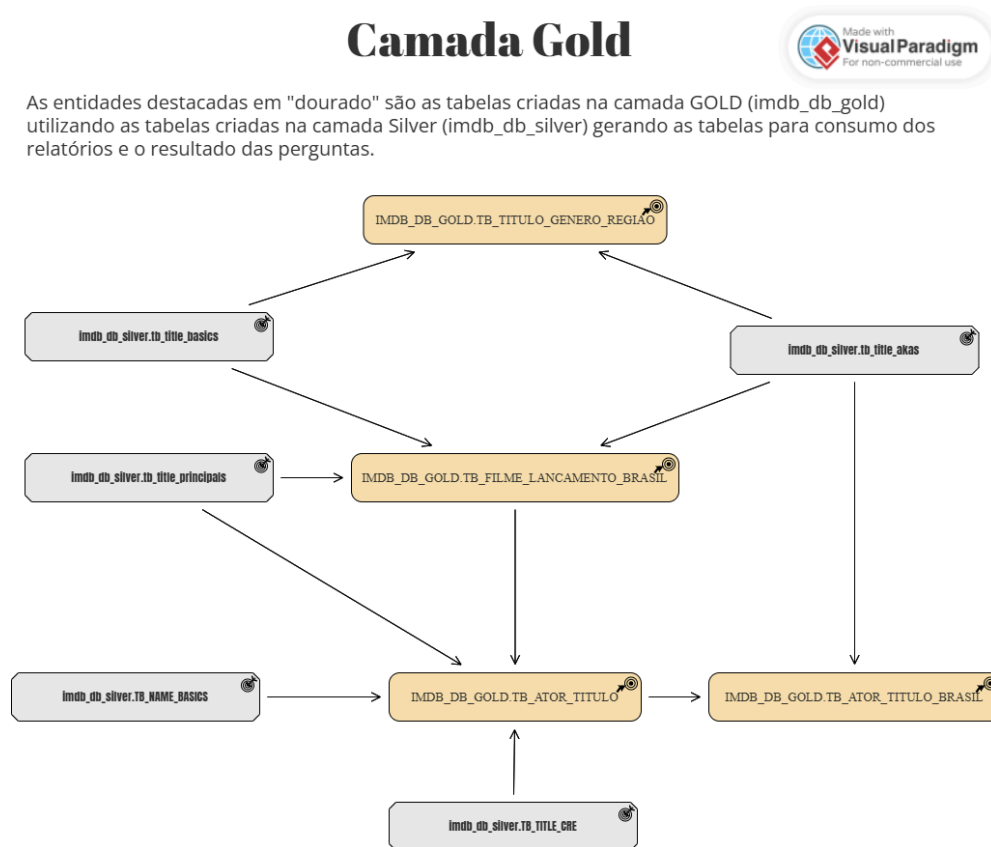 Camada Gold
Made with
Visual Paradigm
For non-commercial use
As entidades destacadas em "dourado" são as tabelas criadas na camada GOLD (imdb_db_gold)
utilizando as tabelas criadas na camada Silver (imdb_db_silver) gerando as tabelas para consumo dos
relatórios e o resultado das perguntas.
IMDB_DB_GOLD.TB_TITULO_GENERO_REGIÃO
imdb_db_silver.tb_title_basics
imdb_db_silver.tb_title_akas
imdb_db_silver.tb_title_principals
IMDB_DB_GOLD.TB_FILME_LANCAMENTO_BRASIL
imdb_db_silver.TB_NAME_BASICS
IMDB_DB_GOLD.TB_ATOR_TITULO
IMDB_DB_GOLD.TB_ATOR_TITULO_BRASIL
imdb_db_silver.TB_TITLE_CRE